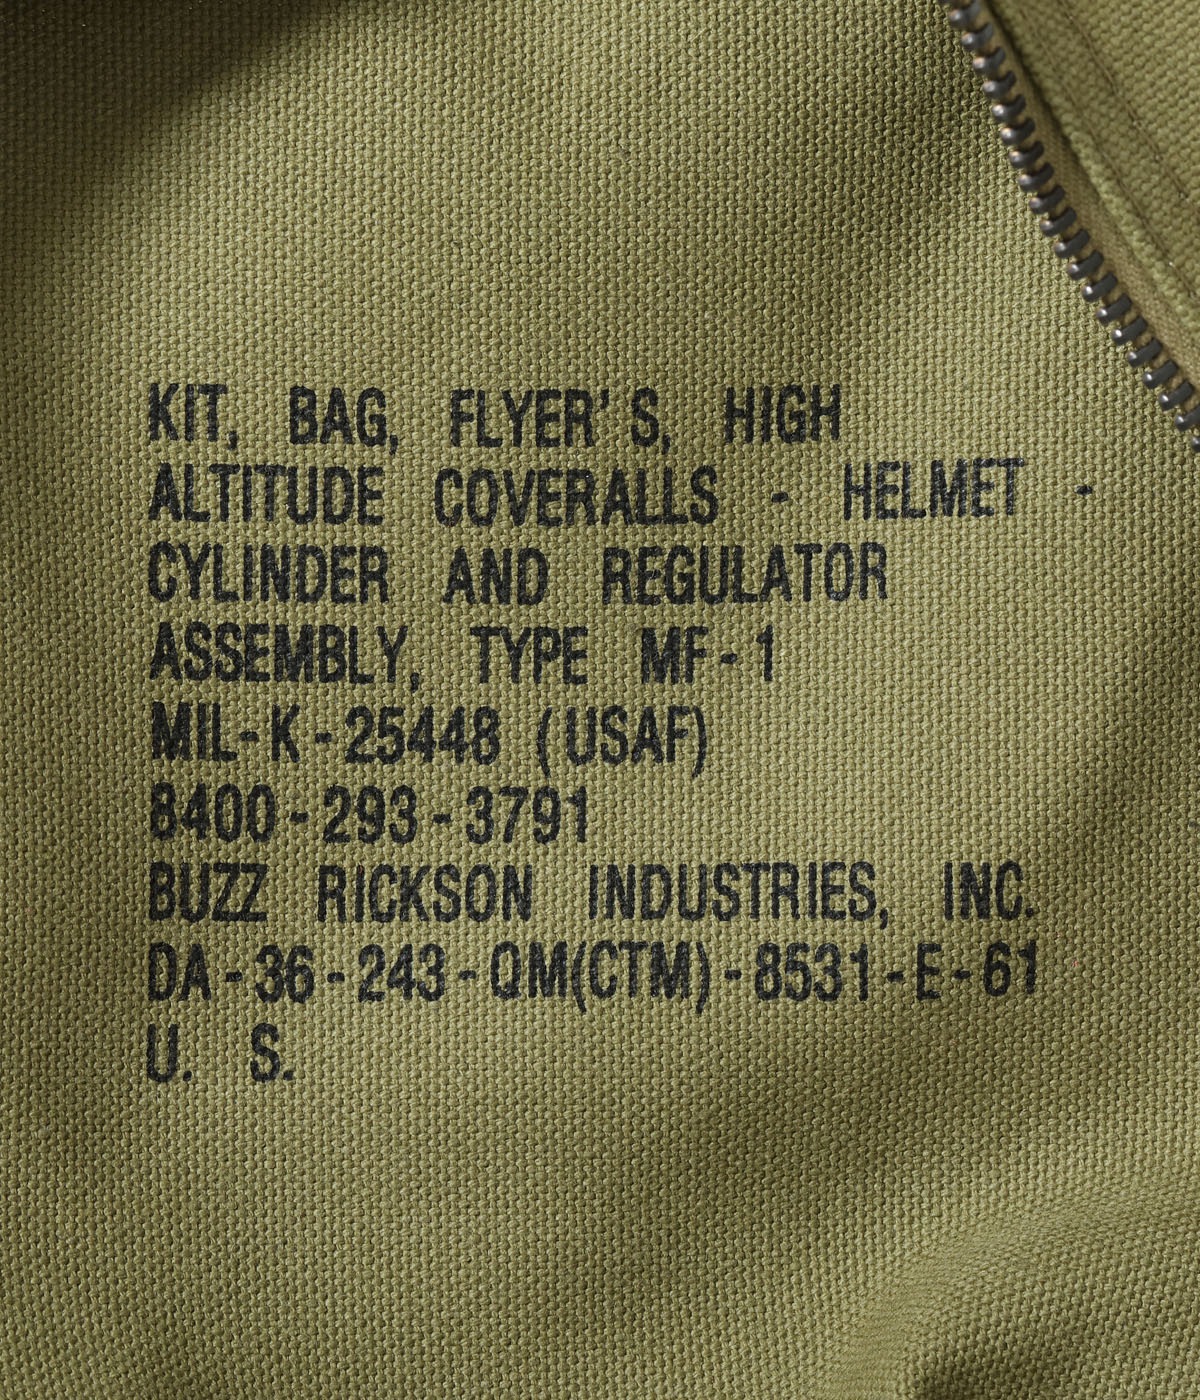 KIT, BAG, FLYER'S, HIGH
ALTITUDE COVERALLS - HELMET -
CYLINDER AND REGULATOR
ASSEMBLY, TYPE MF-1
MIL-K-25448 (USAF)
8400-293-3791
BUZZ RICKSON INDUSTRIES, INC.
DA-36-243-QM(CTM)-8531-E-61
U. S.